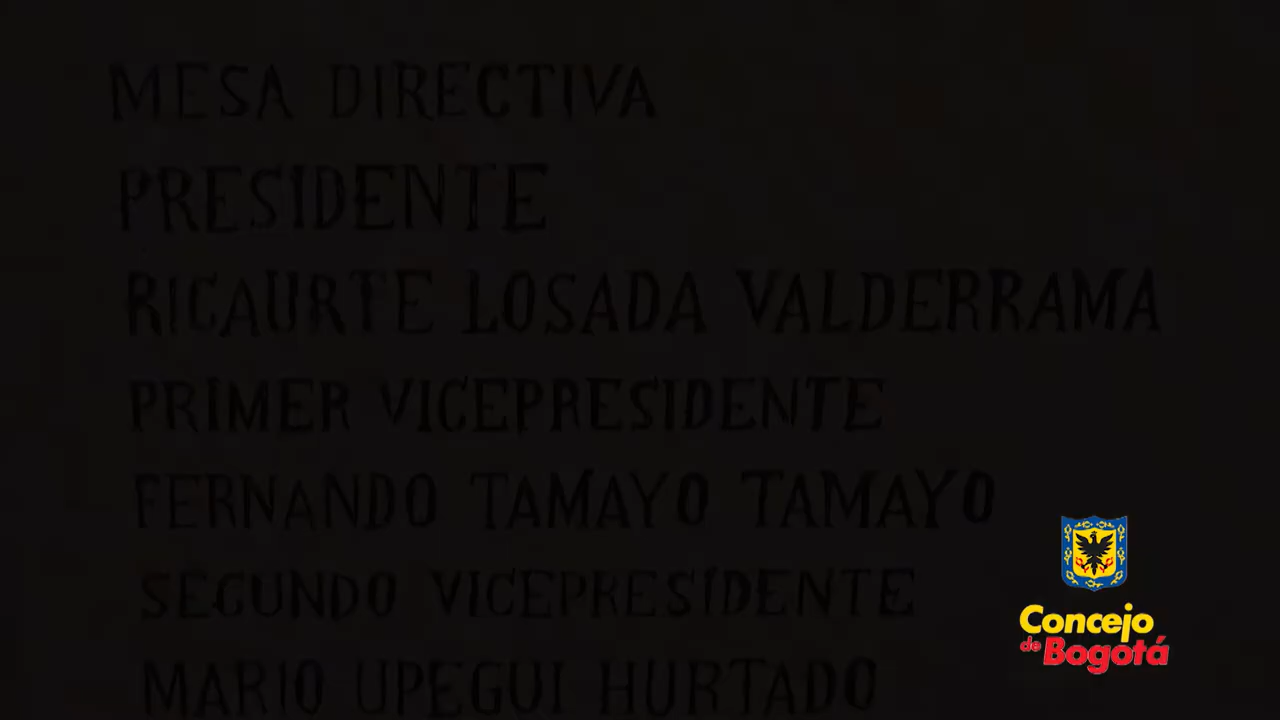 MESA DIRECTIVA
PRESIDENTE
RICAURTE LOSADA VALDERRAMA
PRIMER VICEPRESIDENTE
FERNANDO TAMAYO TAMAYO
SEGUNDO VICEPRESIDENTE
MARIO UPEGUI HURTADO
Concejo
de Bogotá